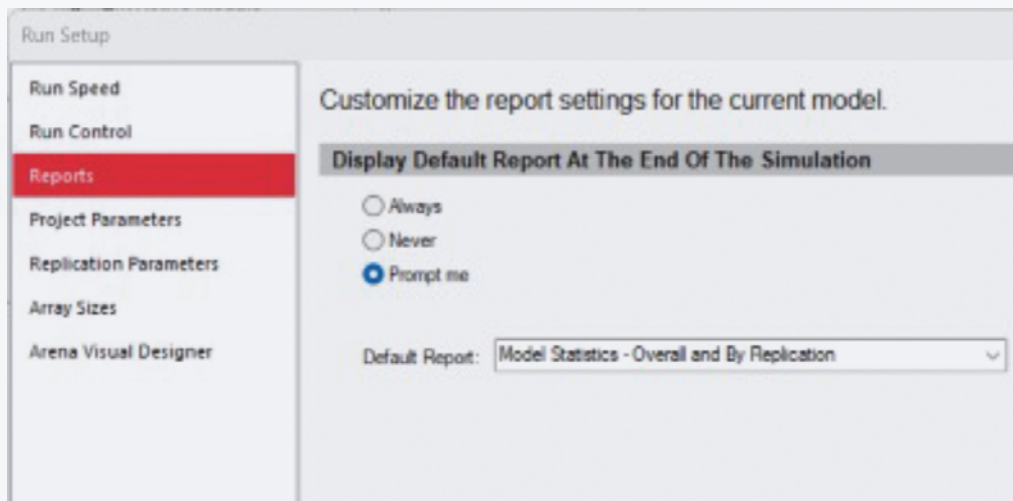 Run Setup
Run Speed
Run Control
Reports
Project Parameters
Replication Parameters
Array Sizes
Arena Visual Designer
Customize the report settings for the current model.
Display Default Report At The End Of The Simulation
Always
Never
Prompt me
Default Report: Model Statistics - Overall and By Replication